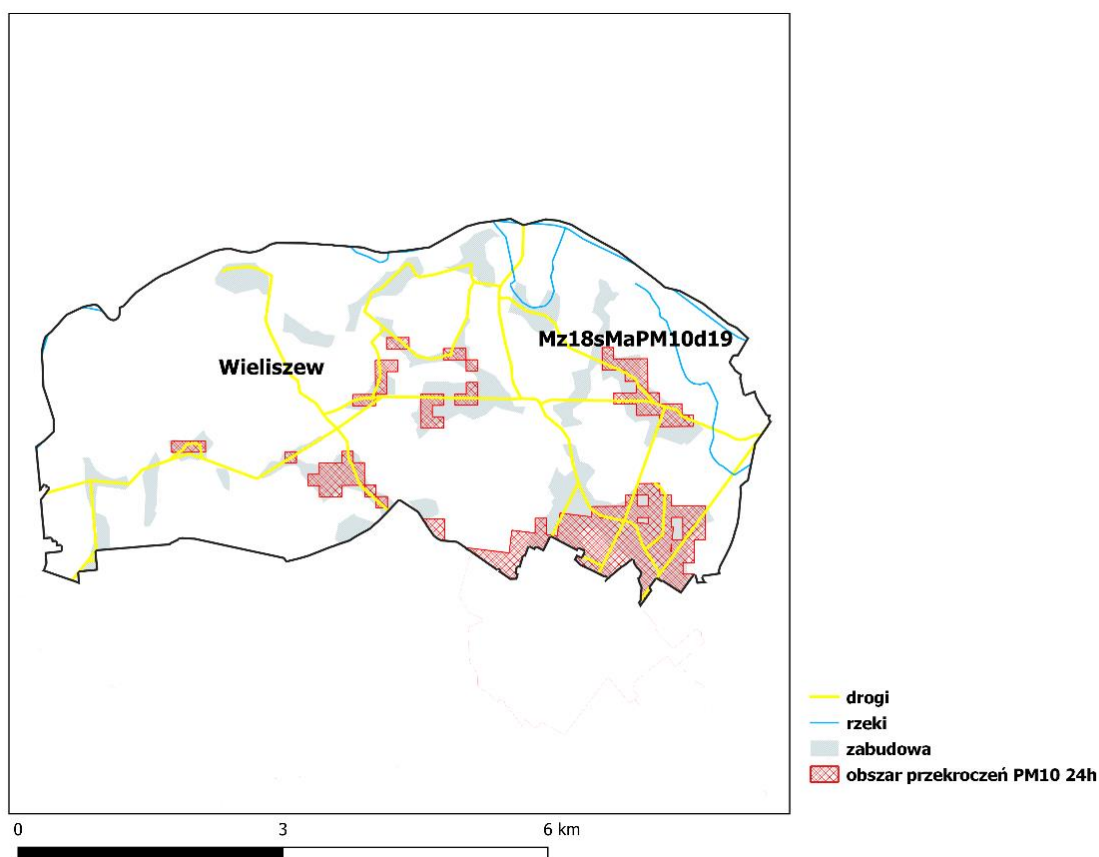 Mz18sMaPM10d19
Wieliszew
drogi
rzeki
zabudowa
obszar przekroczeń PM10 24h
0 3 6 km